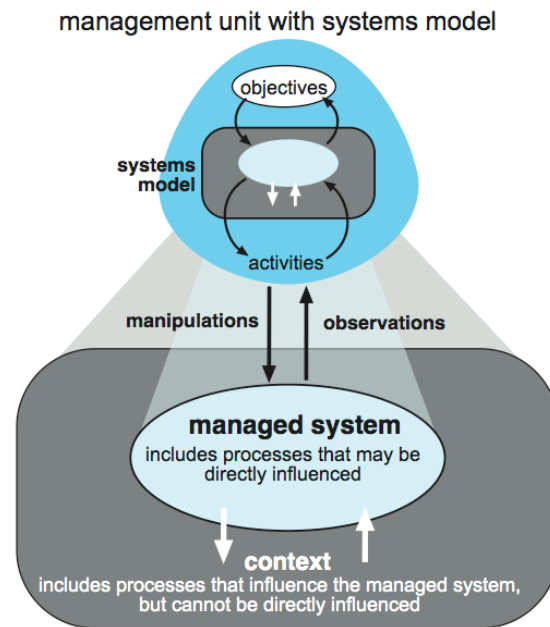 management unit with systems model
objectives
systems
model
activities
manipulations
observations
managed system
includes processes that may be
directly influenced
context
includes processes that influence the managed system,
but cannot be directly influenced